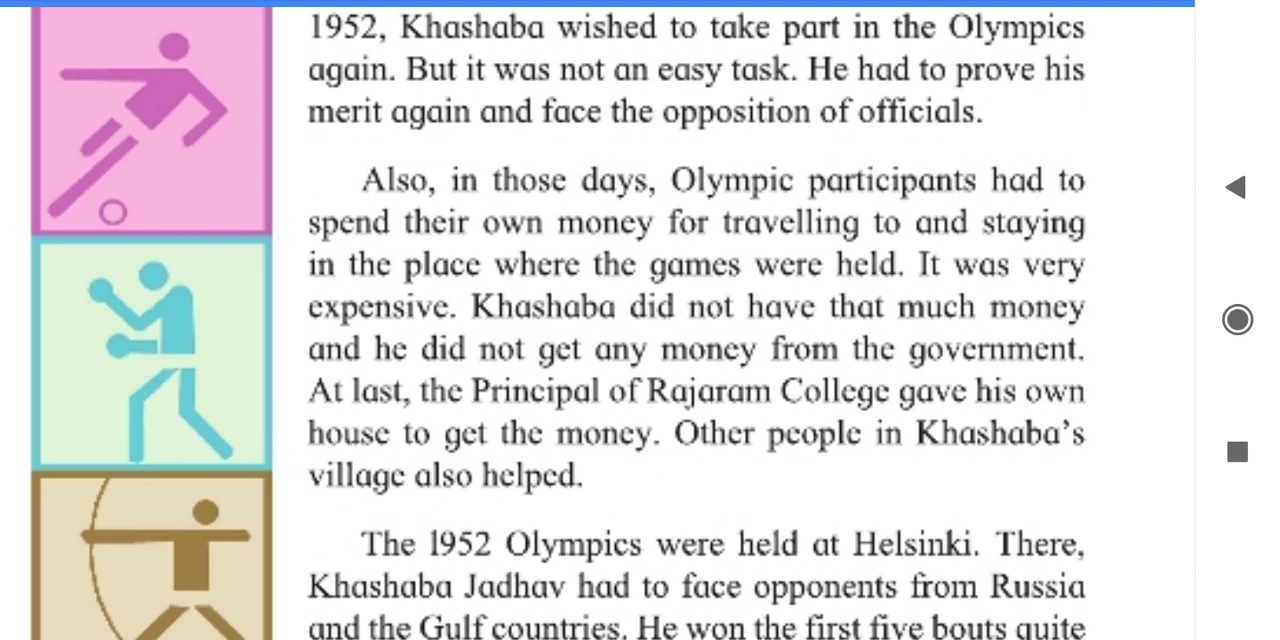 1952, Khashaba wished to take part in the Olympics
again. But it was not an easy task. He had to prove his
merit again and face the opposition of officials.
Also, in those days, Olympic participants had to
spend their own money for travelling to and staying
in the place where the games were held. It was very
expensive. Khashaba did not have that much money
and he did not get any money from the government.
At last, the Principal of Rajaram College gave his own
house to get the money. Other people in Khashaba's
village also helped.
The 1952 Olympics were held at Helsinki. There,
Khashaba Jadhav had to face opponents from Russia
and the Gulf countries. He won the first five bouts quite